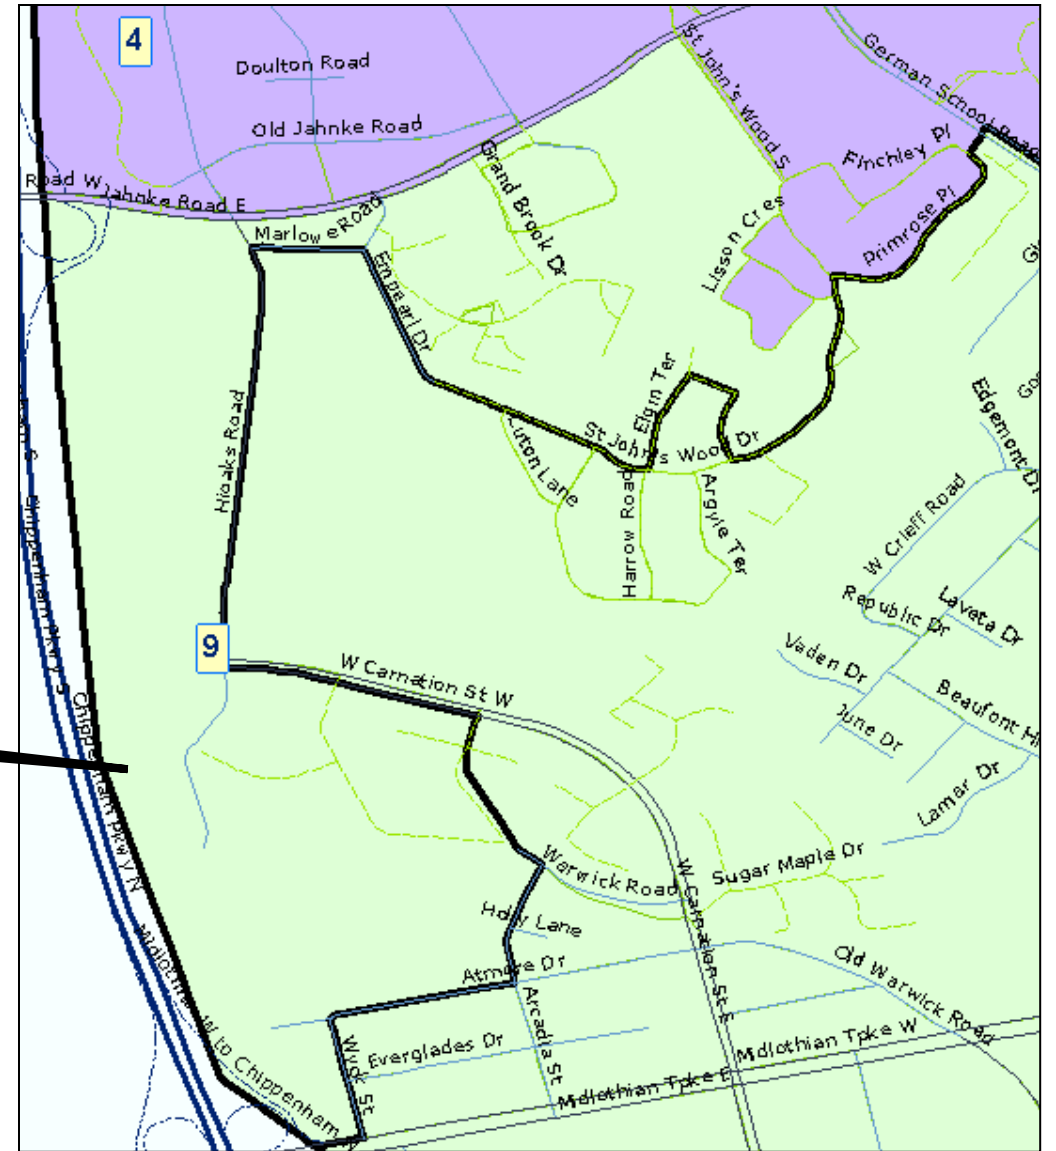 4
Doulton Road
Old Jahnke Road
German School Road
St John's Wood S
Finchley Pl
Primrose Pl
Lisson Cres
Road W
Jahnke Road E
Marlowe Road
Grand Brook Dr
Empearl Dr
Hioaks Road
Elgin Ter
St John's Wood Dr
Luton Lane
Harrow Road
Argyle Ter
Edgemont Dr
W Crieff Road
Republic Dr
Laveta Dr
Vaden Dr
Beaufont H
June Dr
Lamar Dr
9
W Carnation St W
Chippenham Pkwy S
Chippenham Pkwy N
Warwick Road
Sugar Maple Dr
W Carnation St E
Holly Lane
Atmore Dr
Old Warwick Road
Arcadia St
Everglades Dr
Wyck St
Midlothian W to Chippenham N
Midlothian Tpke W
Midlothian Tpke E